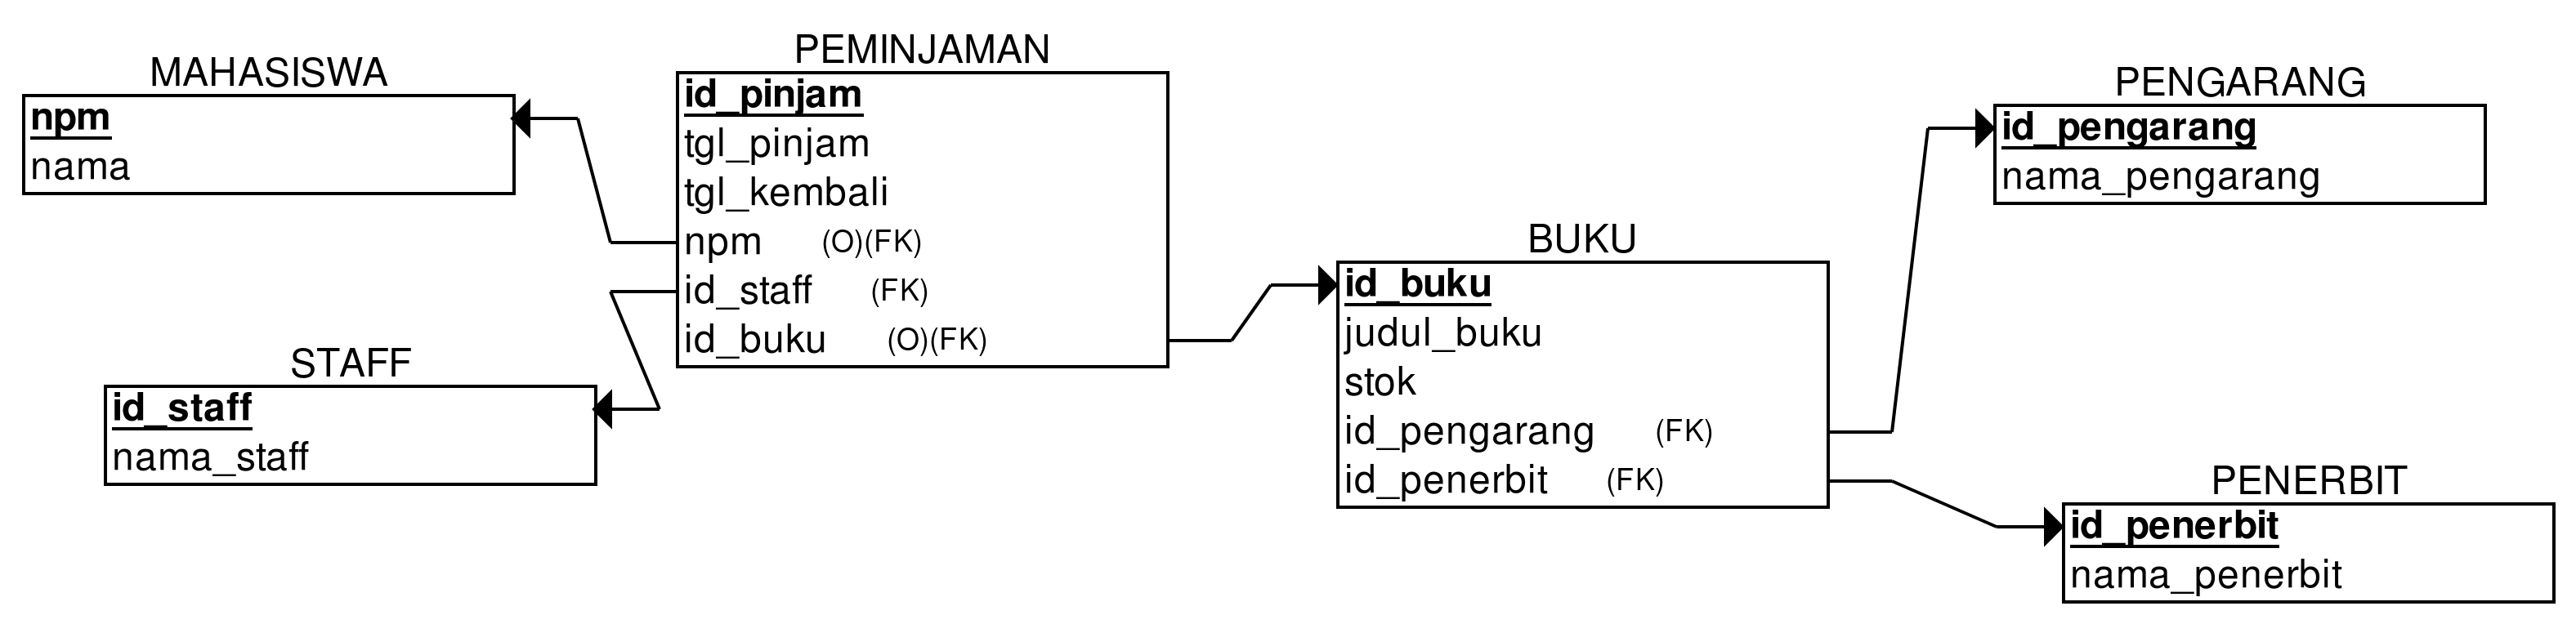 MAHASISWA
npm
nama
PEMINJAMAN
id_pinjam
tgl_pinjam
tgl_kembali
npm (O)(FK)
id_staff (FK)
id_buku (O)(FK)
STAFF
id_staff
nama_staff
BUKU
id_buku
judul_buku
stok
id_pengarang (FK)
id_penerbit (FK)
PENGARANG
id_pengarang
nama_pengarang
PENERBIT
id_penerbit
nama_penerbit